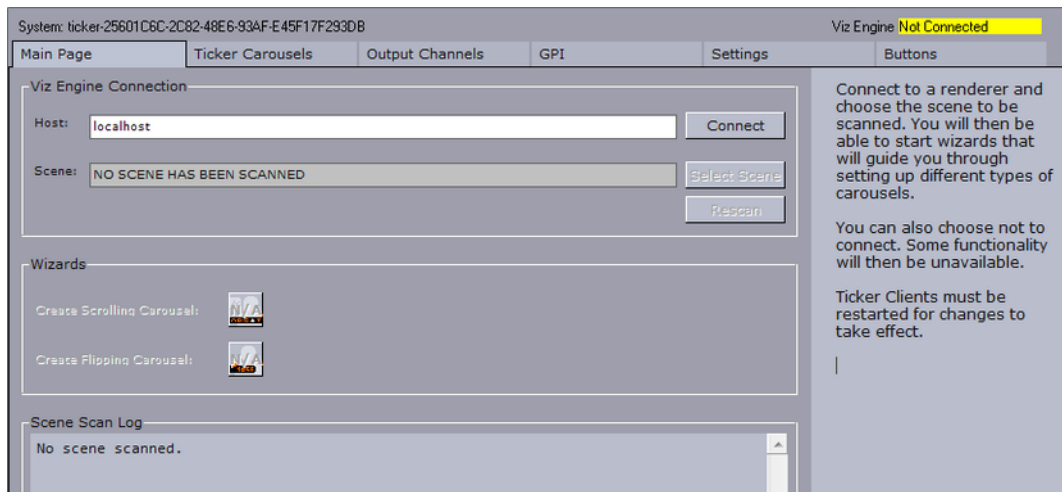 System: ticker-25601C6C-2C82-48E6-93AF-E45F17F293DB
Viz Engine Not Connected
Main Page
Ticker Carousels
Output Channels
GPI
Settings
Buttons
Viz Engine Connection
Host:
localhost
Connect
Scene:
NO SCENE HAS BEEN SCANNED
Select Scene
Rescan
Wizards
Create Scrolling Carousel:
N/A
Create Flipping Carousel:
N/A
Scene Scan Log
No scene scanned.
Connect to a renderer and
choose the scene to be
scanned. You will then be
able to start wizards that
will guide you through
setting up different types of
carousels.
You can also choose not to
connect. Some functionality
will then be unavailable.
Ticker Clients must be
restarted for changes to
take effect.